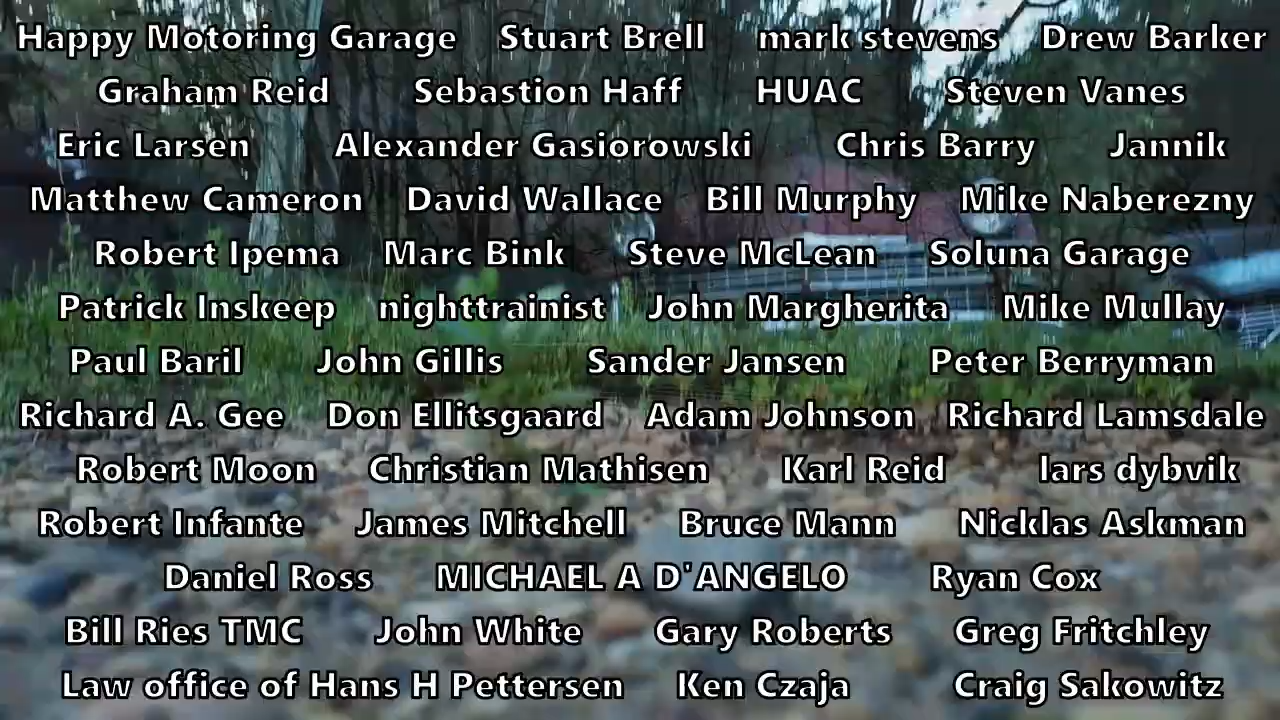 Happy Motoring Garage Stuart Brell mark stevens Drew Barker
Graham Reid Sebastion Haff HUAC Steven Vanes
Eric Larsen Alexander Gasiorowski Chris Barry Jannik
Matthew Cameron David Wallace Bill Murphy Mike Naberezny
Robert Ipema Marc Bink Steve McLean Soluna Garage
Patrick Inskeep nighttrainist John Margherita Mike Mullay
Paul Baril John Gillis Sander Jansen Peter Berryman
Richard A. Gee Don Ellitsgaard Adam Johnson Richard Lamsdale
Robert Moon Christian Mathisen Karl Reid lars dybvik
Robert Infante James Mitchell Bruce Mann Nicklas Askman
Daniel Ross MICHAEL A D'ANGELO Ryan Cox
Bill Ries TMC John White Gary Roberts Greg Fritchley
Law office of Hans H Pettersen Ken Czaja Craig Sakowitz